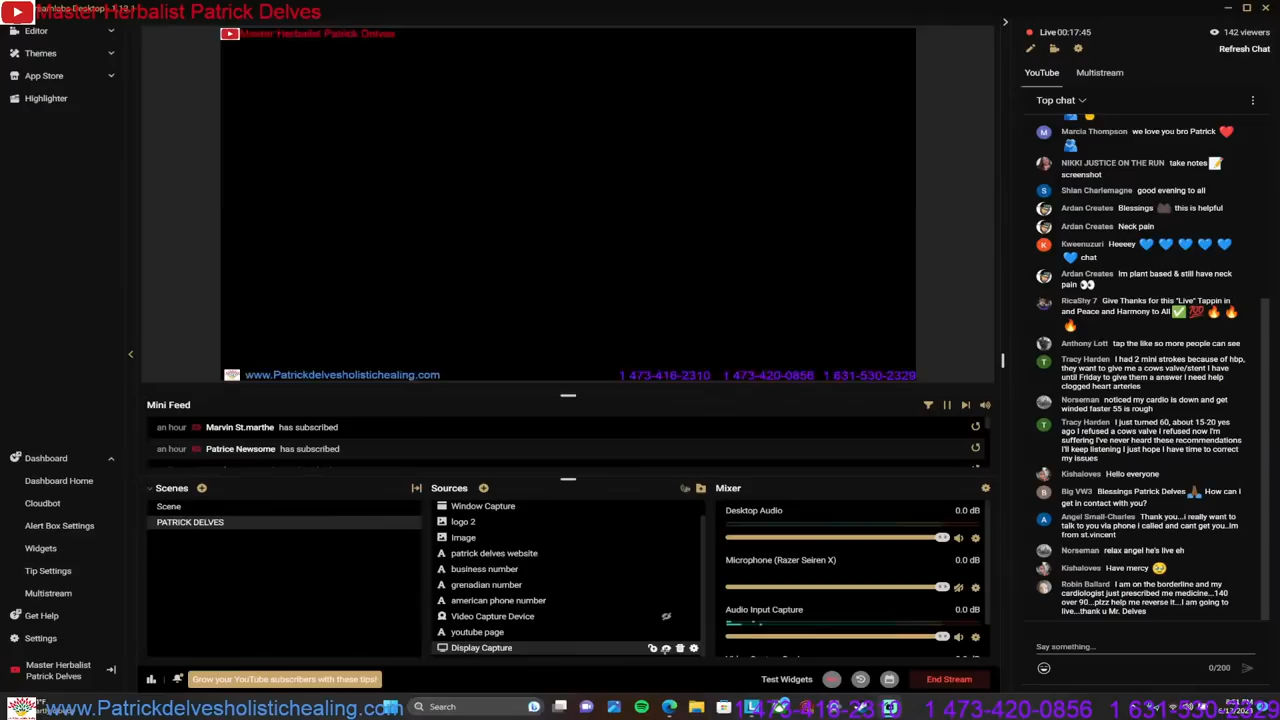 Master Herbalist Patrick Delves
Editor
Themes
App Store
Highlighter
Master Herbalist Patrick Delves
www.Patrickdelvesholistichealing.com
1 473-416-2310 1 473-420-0856 1 631-530-2329
Mini Feed
an hour Marvin St.marthe has subscribed
an hour Patrice Newsome has subscribed
Dashboard
Dashboard Home
Cloudbot
Alert Box Settings
Widgets
Tip Settings
Multistream
Get Help
Settings
Master Herbalist
Patrick Delves
Scenes
Scene
PATRICK DELVES
Sources
Window Capture
logo 2
Image
patrick delves website
business number
grenadian number
american phone number
Video Capture Device
youtube page
Display Capture
Mixer
Desktop Audio 0.0 dB
Microphone (Razer Seiren X) 0.0 dB
Audio Input Capture 0.0 dB
Grow your YouTube subscribers with these tips!
Test Widgets
End Stream
Live 00:17:45 142 viewers
Refresh Chat
YouTube Multistream
Top chat
Marcia Thompson we love you bro Patrick ❤️
🫂
NIKKI JUSTICE ON THE RUN take notes 📝
screenshot
Shian Charlemagne good evening to all
Ardan Creates Blessings this is helpful
Ardan Creates Neck pain
Kweenuzuri Heeeey 💙 💙 💙 💙 💙
💙 chat
Ardan Creates Im plant based & still have neck
pain 👀
RicaShy 7 Give Thanks for this "Live" Tappin in
and Peace and Harmony to All ✅ 💯 🔥 🔥
🔥
Anthony Lott tap the like so more people can see
Tracy Harden I had 2 mini strokes because of hbp,
they want to give me a cows valve/stent I have
until Friday to give them a answer I need help
clogged heart arteries
Norseman noticed my cardio is down and get
winded faster 55 is rough
Tracy Harden I just turned 60, about 15-20 yes
ago I refused a cows valve I refused now I'm
suffering I've never heard these recommendations
I'll keep listening I just hope I have time to correct
my issues
Kishaloves Hello everyone
Big VW3 Blessings Patrick Delves 🙏🏾 How can I
get in contact with you?
Angel Small-Charles Thank you...i really want to
talk to you via phone I called and cant get you..im
from st.vincent
Norseman relax angel he's live eh
Kishaloves Have mercy 🥹
Robin Ballard I am on the borderline and my
cardiologist just prescribed me medicine...140
over 90...plzz help me reverse it...I am going to
live...thank u Mr. Delves
Say something...
0/200
Search
www.Patrickdelvesholistichealing.com
1 473-416-2310 1 473-420-0856 1 631-530-2329